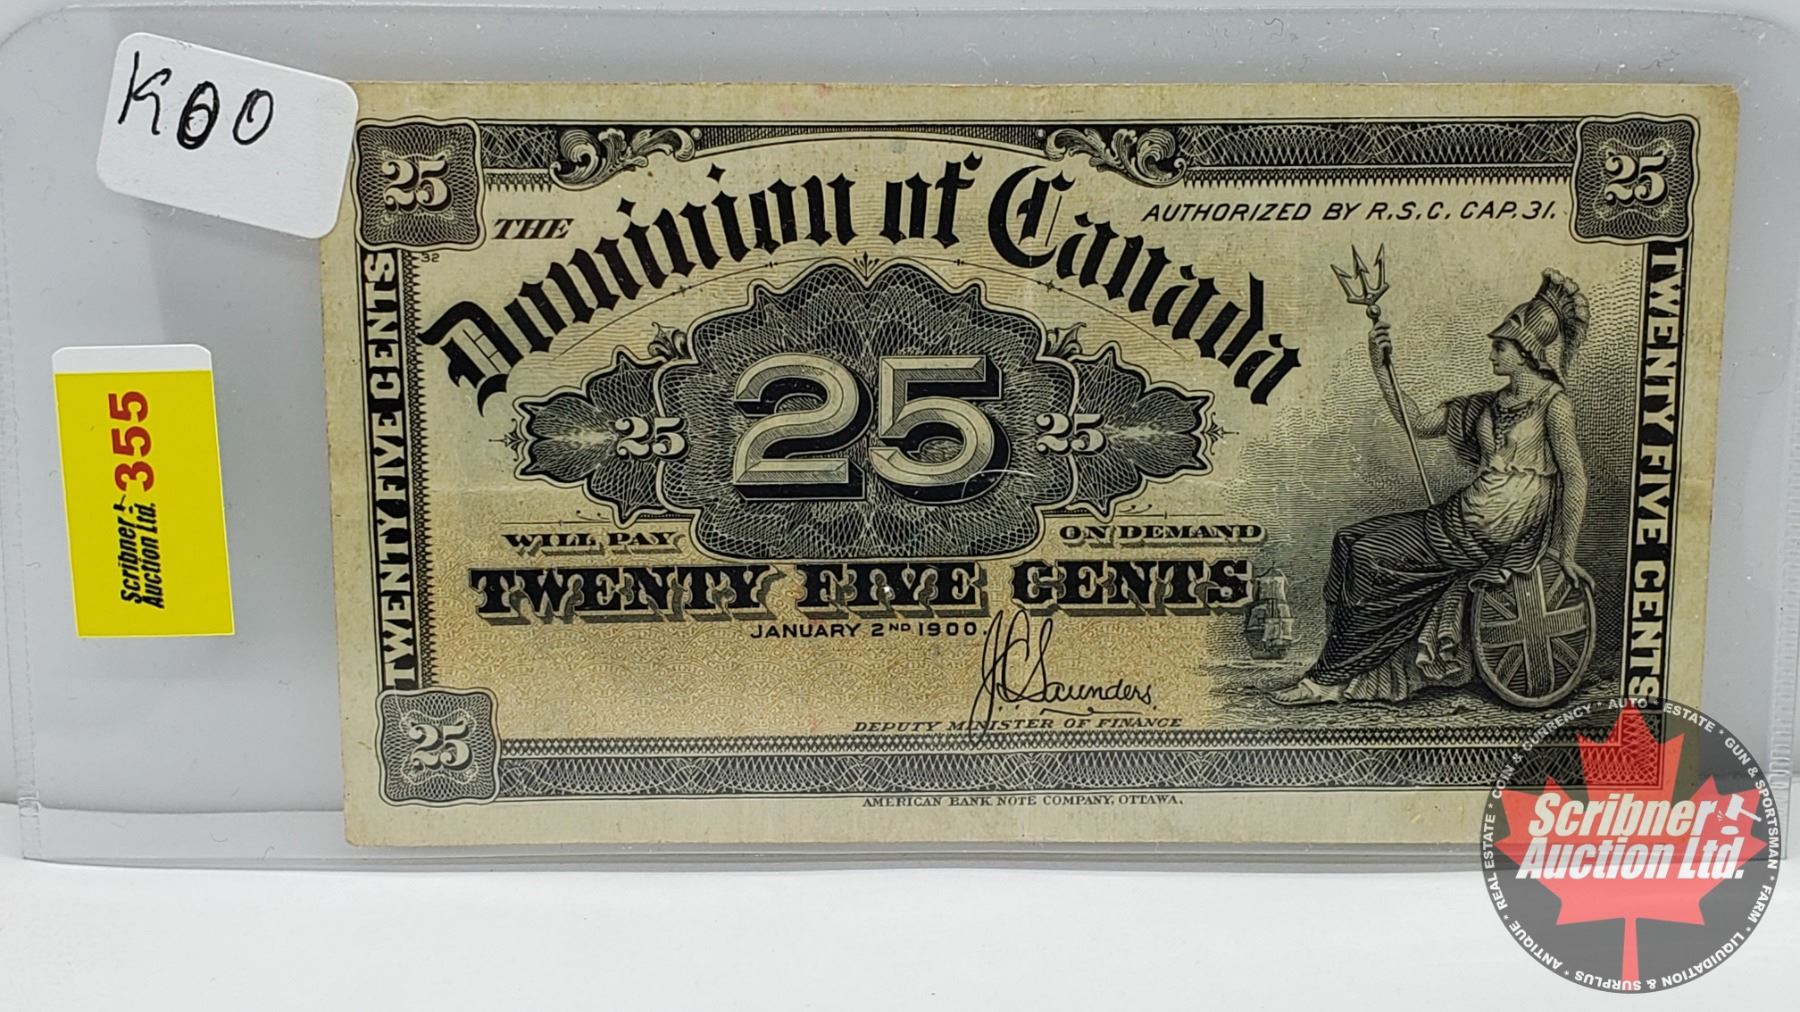 K00
355
Scribner
Auction Ltd.
25
25
THE
Dominion of Canada
AUTHORIZED BY R.S.C. CAP. 31.
32
TWENTY FIVE CENTS
TWENTY FIVE CENTS
25
25
25
WILL PAY
ON DEMAND
TWENTY FIVE CENTS
JANUARY 2ND 1900.
J.C. Saunders.
DEPUTY MINISTER OF FINANCE
25
AMERICAN BANK NOTE COMPANY, OTTAWA.
Scribner
Auction Ltd.
REAL ESTATE * COIN & CURRENCY * AUTO * ESTATE * GUN & SPORTSMAN * FARM * LIQUIDATION & SURPLUS * ANTIQUE *